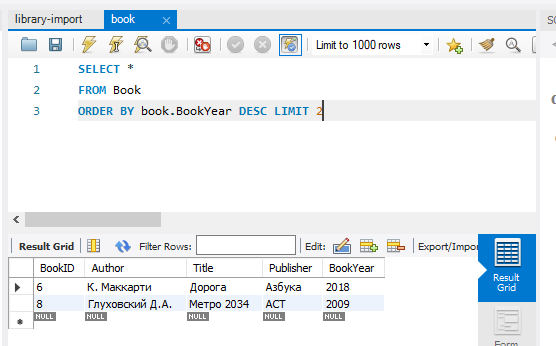 library-import book ×
Limit to 1000 rows
1 SELECT *
2 FROM Book
3 ORDER BY book.BookYear DESC LIMIT 2
Result Grid Filter Rows: Edit: Export/Impor
BookID Author Title Publisher BookYear
6 К. Маккарти Дорога Азбука 2018
8 Глуховский Д.А. Метро 2034 АСТ 2009
NULL NULL NULL NULL NULL
Result
Grid
Form